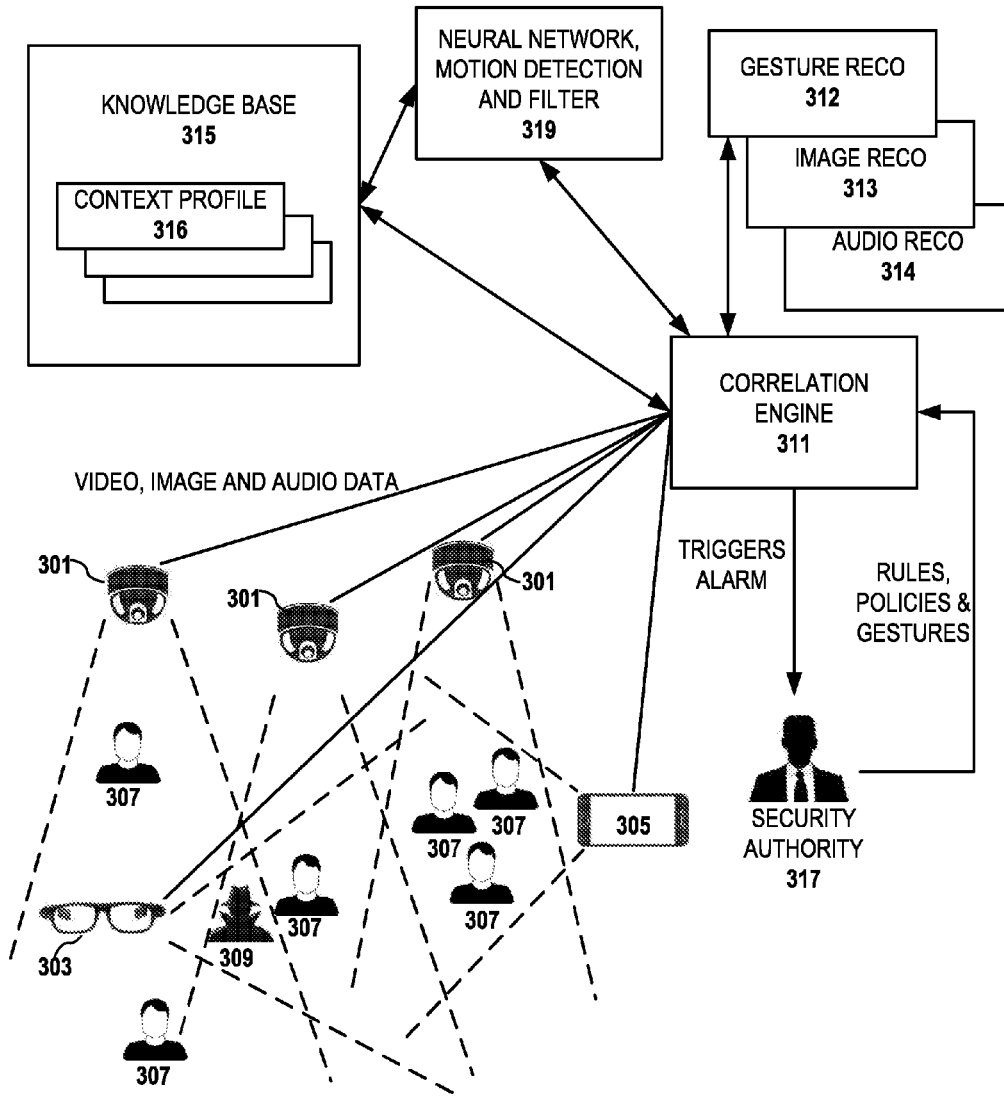 KNOWLEDGE BASE
315
CONTEXT PROFILE
316
NEURAL NETWORK,
MOTION DETECTION
AND FILTER
319
GESTURE RECO
312
IMAGE RECO
313
AUDIO RECO
314
CORRELATION
ENGINE
311
VIDEO, IMAGE AND AUDIO DATA
301
301
301
TRIGGERS
ALARM
RULES,
POLICIES &
GESTURES
307
307
307
305
307
307
309
303
307
SECURITY
AUTHORITY
317